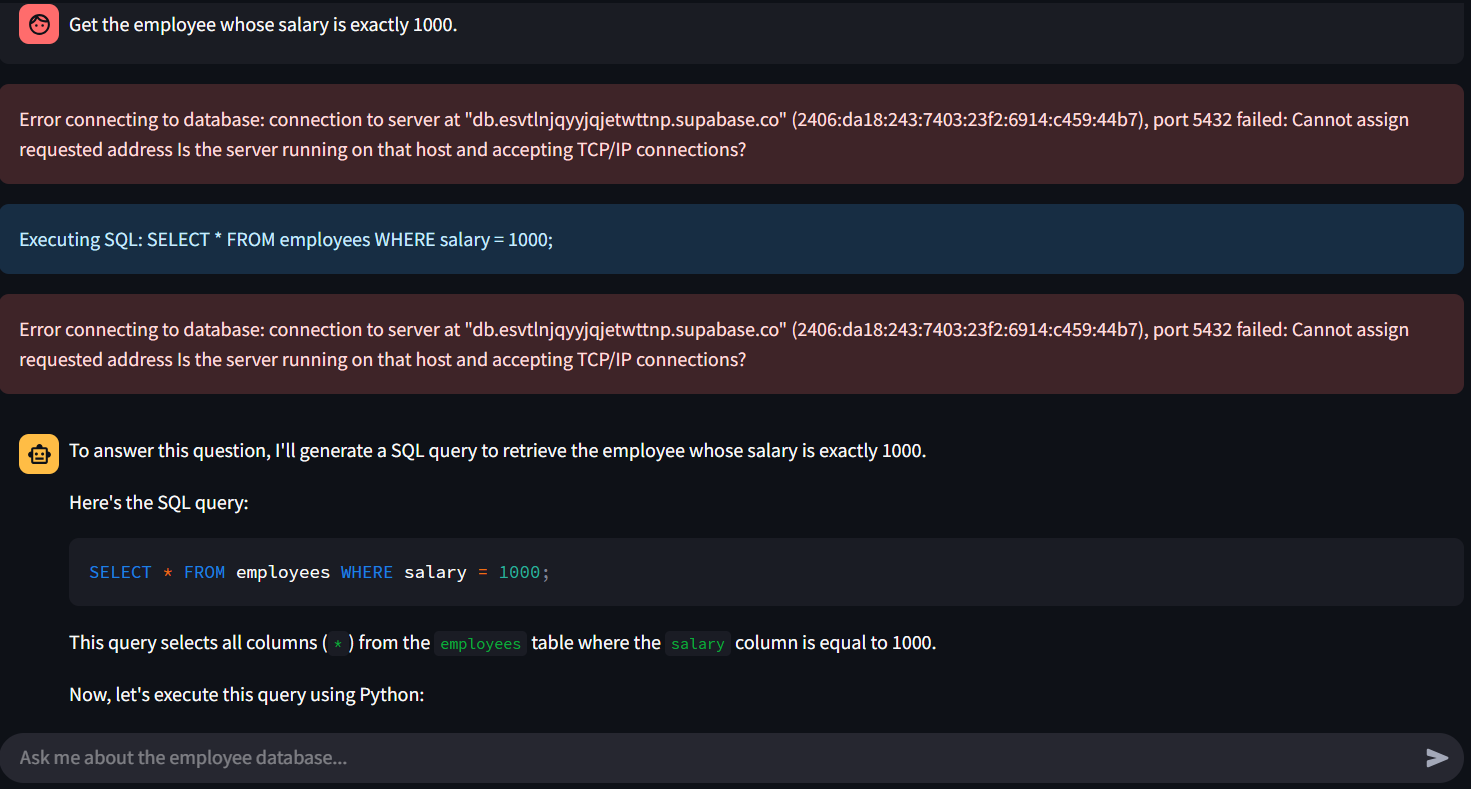 Get the employee whose salary is exactly 1000.
Error connecting to database: connection to server at "db.esvtlnjqyyjqjetwttnp.supabase.co" (2406:da18:243:7403:23f2:6914:c459:44b7), port 5432 failed: Cannot assign
requested address Is the server running on that host and accepting TCP/IP connections?
Executing SQL: SELECT * FROM employees WHERE salary = 1000;
Error connecting to database: connection to server at "db.esvtlnjqyyjqjetwttnp.supabase.co" (2406:da18:243:7403:23f2:6914:c459:44b7), port 5432 failed: Cannot assign
requested address Is the server running on that host and accepting TCP/IP connections?
To answer this question, I'll generate a SQL query to retrieve the employee whose salary is exactly 1000.
Here's the SQL query:
SELECT * FROM employees WHERE salary = 1000;
This query selects all columns ( * ) from the employees table where the salary column is equal to 1000.
Now, let's execute this query using Python:
Ask me about the employee database...